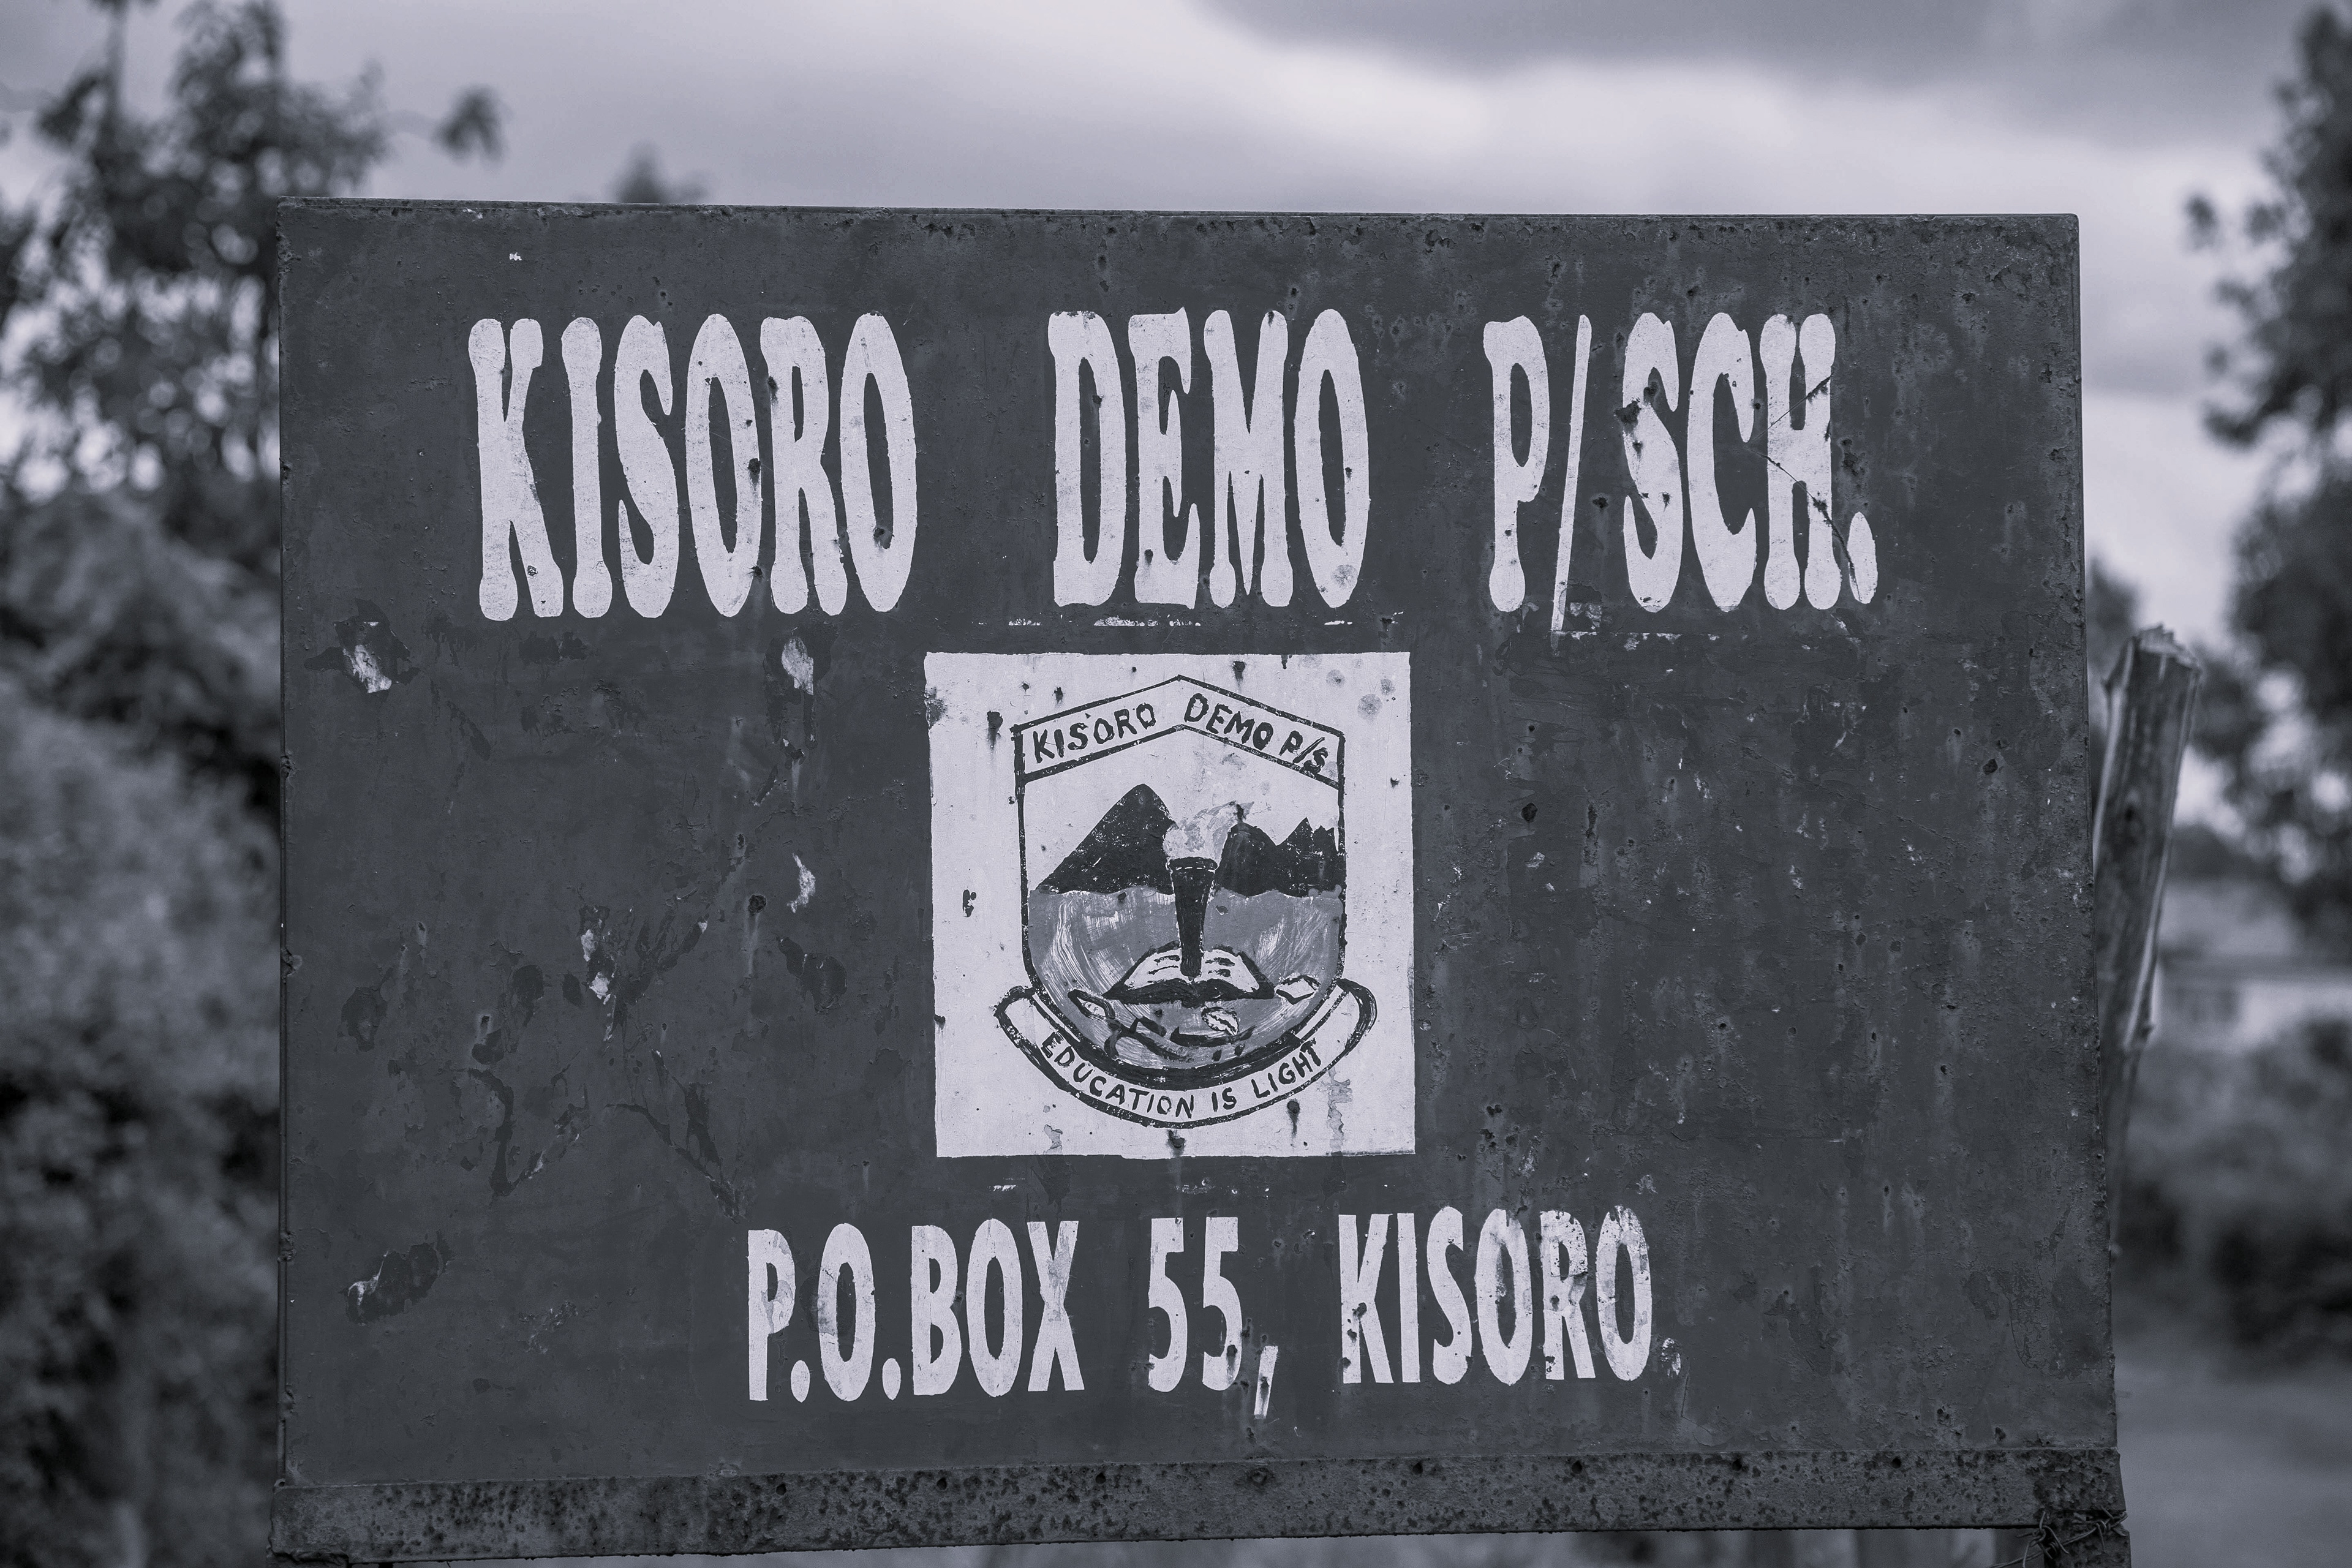 KISORO DEMO P/SCH.
KISORO DEMO P/S
EDUCATION IS LIGHT
P.O.BOX 55, KISORO